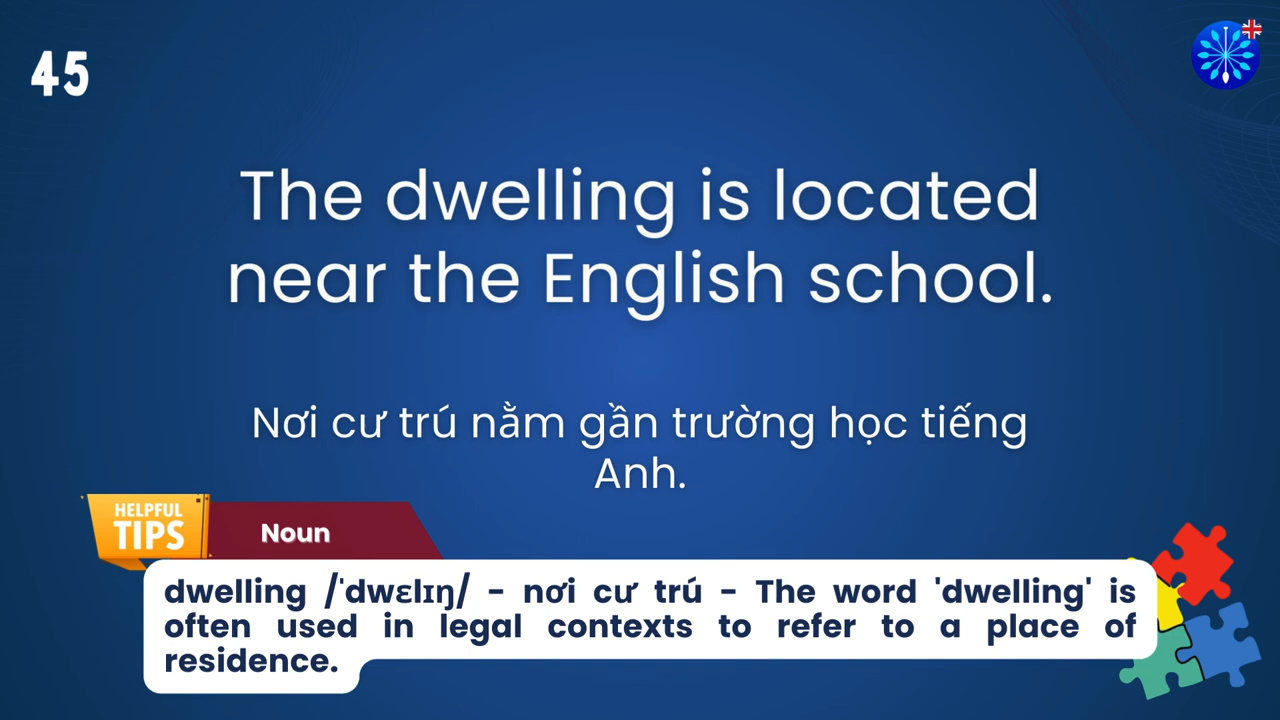 45
The dwelling is located
near the English school.
Nơi cư trú nằm gần trường học tiếng
Anh.
HELPFUL
TIPS
Noun
dwelling /ˈdwɛlɪŋ/ - nơi cư trú - The word 'dwelling' is
often used in legal contexts to refer to a place of
residence.